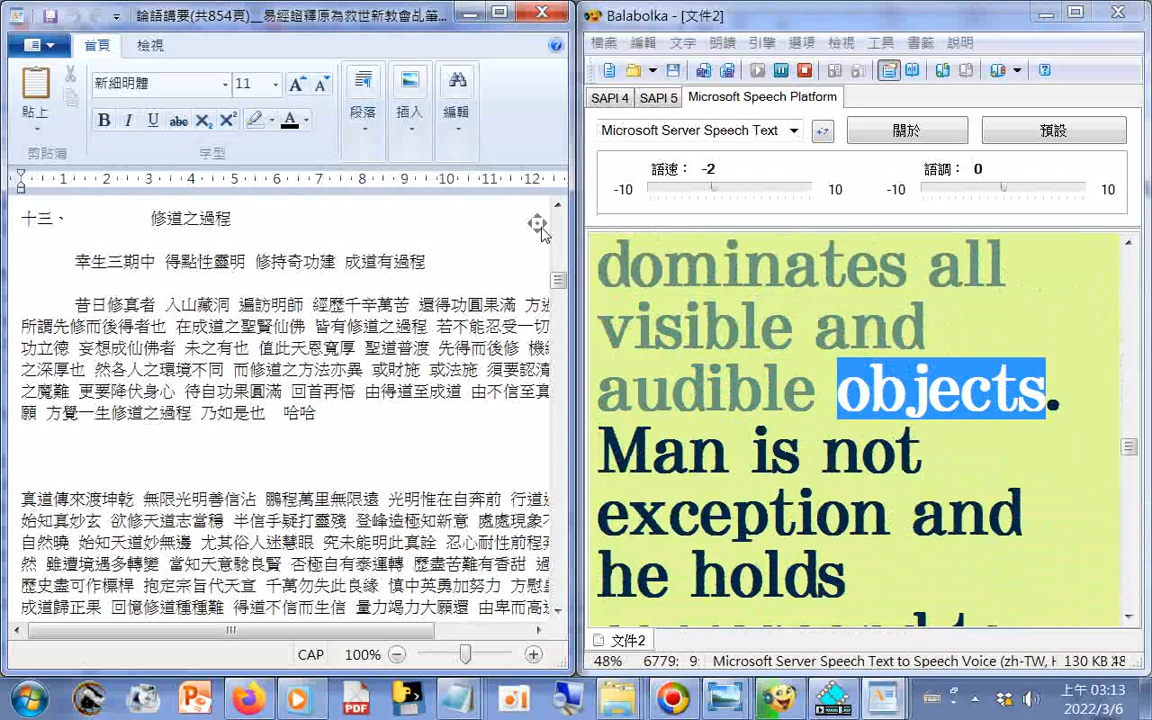 論語講要(共854頁)__易經證釋原為救世新教會乩筆...
首頁 檢視
貼上
剪貼簿
新細明體 11
B I U abc X₂ X² A
字型
段落
插入
編輯
1 2 3 4 5 6 7 8 9 10 11 12
十三、 修道之過程
幸生三期中 得點性靈明 修持奇功建 成道有過程
昔日修真者 入山藏洞 遍訪明師 經歷千辛萬苦 還得功圓果滿 方
所謂先修而後得者也 在成道之聖賢仙佛 皆有修道之過程 若不能忍受一切
功立德 妄想成仙佛者 未之有也 值此天恩寬厚 聖道普渡 先得而後修 機
之深厚也 然各人之環境不同 而修道之方法亦異 或財施 或法施 須要認清
之魔難 更要降伏身心 待自功果圓滿 回首再悟 由得道至成道 由不信至真
願 方覺一生修道之過程 乃如是也 哈哈
真道傳來渡坤乾 無限光明善信沾 鵬程萬里無限遠 光明惟在自奔前 行道
始知真妙玄 欲修天道志當穩 半信乎疑打靈殘 登峰造極知新意 處處現象
自然曉 始知天道妙無邊 尤其俗人迷慧眼 究未能明此真詮 忍心耐性前程
然 雖遭境遇多轉變 當知天意驗良賢 否極自有泰運轉 歷盡苦難有香甜
歷史盡可作標桿 抱定宗旨代天宣 千萬勿失此良緣 慎中英勇加努力 方慰
成道歸正果 回憶修道種種難 得道不信而生信 量力竭力大願還 由卑而高
CAP 100%
Balabolka - [文件2]
檔案 編輯 文字 朗讀 引擎 選項 檢視 工具 書籤 說明
SAPI 4 SAPI 5 Microsoft Speech Platform
Microsoft Server Speech Text 關於 預設
語速： -2 語調： 0
-10 10 -10 10
dominates all
visible and
audible objects.
Man is not
exception and
he holds
文件2
48% 6779: 9: Microsoft Server Speech Text to Speech Voice (zh-TW, H 130 KB
上午 03:13
2022/3/6